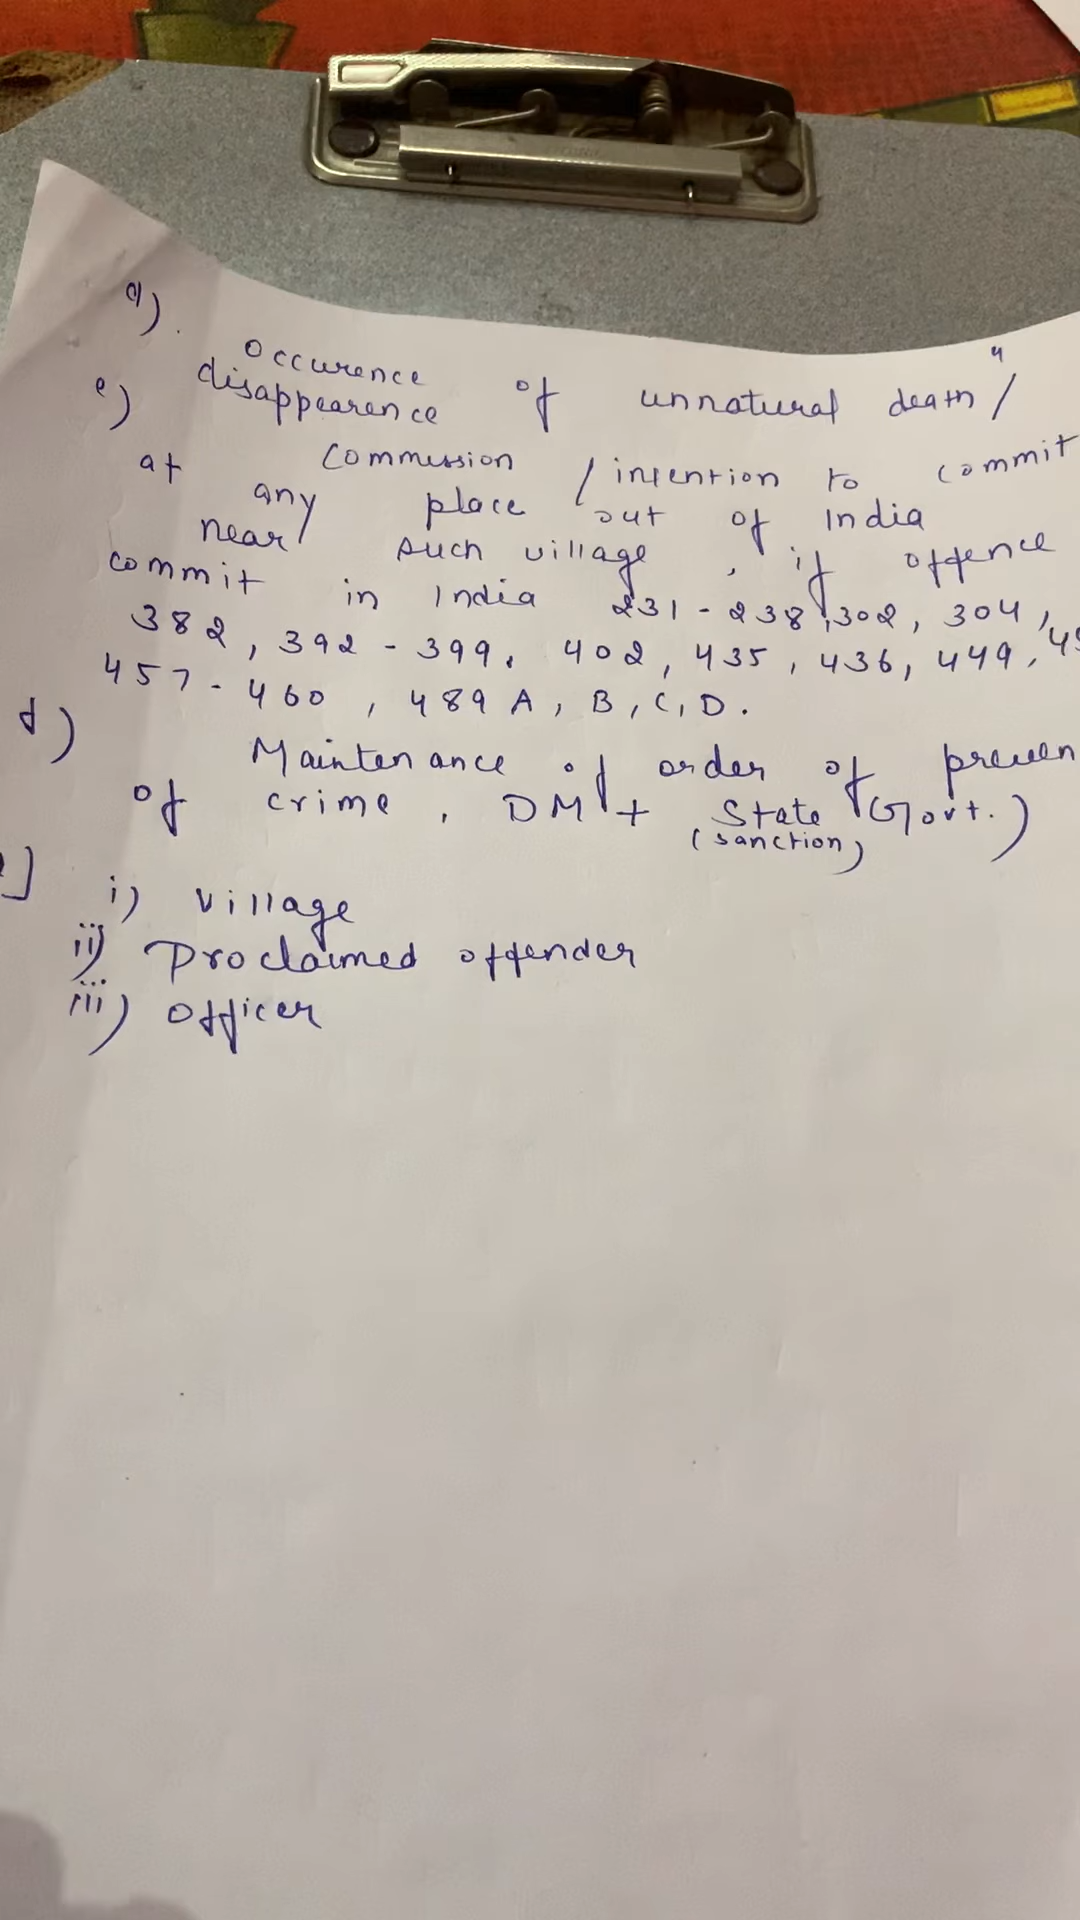 d).
occurence of unnatural death / "
disappearence
e) at commission / intention to commit
any place out of India
near such village, if offence
commit in India 231 - 238, 302, 304,
382, 392 - 399, 402, 435, 436, 449, 45
457 - 460, 489 A, B, C, D.
f) Maintenance of order of preven
of crime, DM + State Govt.)
(sanction)
] i) village
ii) Proclaimed offender
iii) Officer